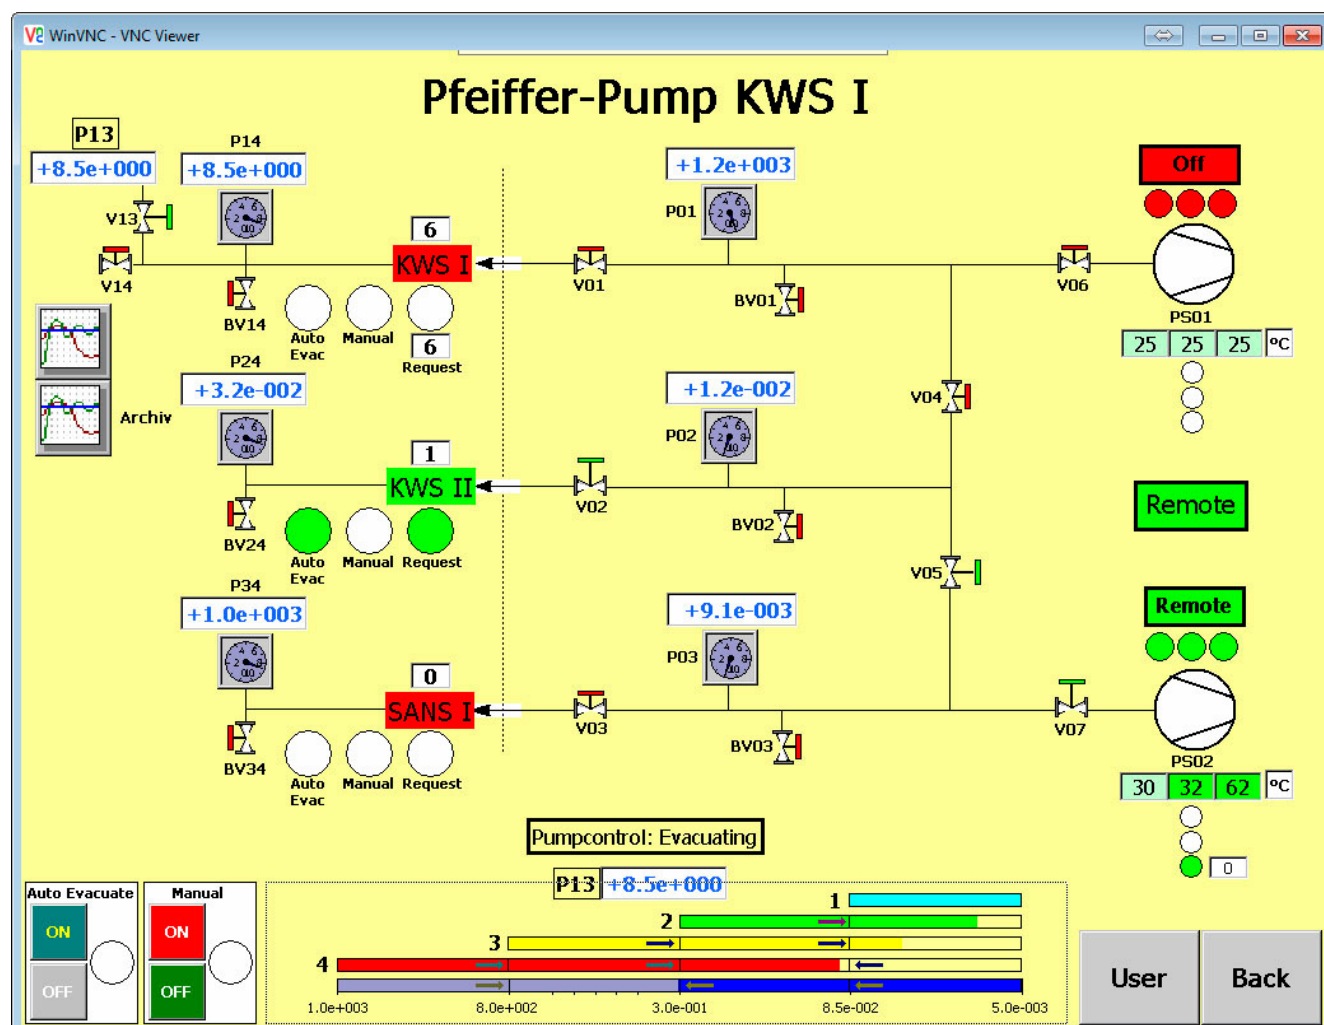 WinVNC - VNC Viewer
Pfeiffer-Pump KWS I
P13
+8.5e+000
P14
+8.5e+000
+1.2e+003
Off
V13
P01
V14
BV14
6
KWS I
V01
BV01
V06
PS01
25 25 25 ºC
Auto Evac
Manual
6
Request
Archiv
P24
+3.2e-002
+1.2e-002
P02
V04
1
KWS II
V02
BV24
BV02
Remote
Auto Evac
Manual
Request
V05
P34
+1.0e+003
+9.1e-003
P03
Remote
0
SANS I
V03
BV34
BV03
V07
PS02
30 32 62 ºC
Auto Evac
Manual
Request
0
Pumpcontrol: Evacuating
P13 +8.5e+000
Auto Evacuate
ON
OFF
Manual
ON
OFF
1
2
3
4
1.0e+003 8.0e+002 3.0e-001 8.5e-002 5.0e-003
User
Back